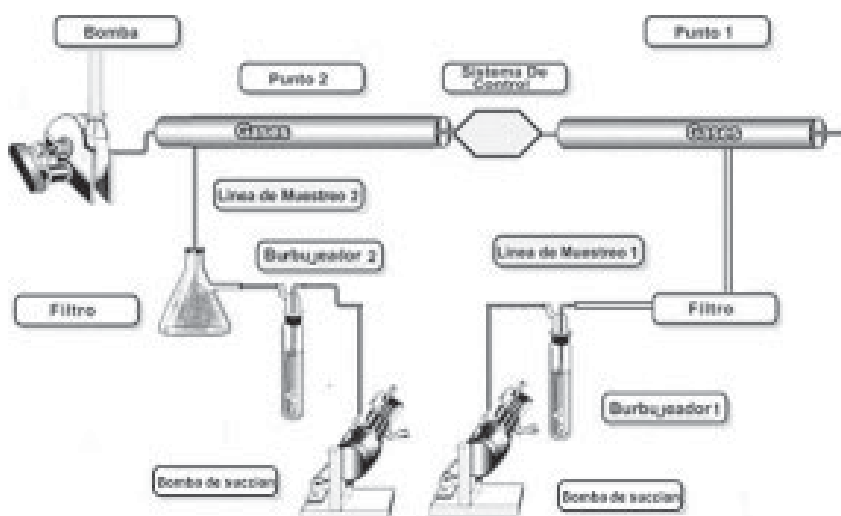 Bomba
Punto 1
Punto 2
Sistema De
Control
Gases
Gases
Linea de Muestreo 2
Linea de Muestreo 1
Burbujeador 2
Filtro
Filtro
Burbujeador 1
Bomba de succion
Bomba de succion